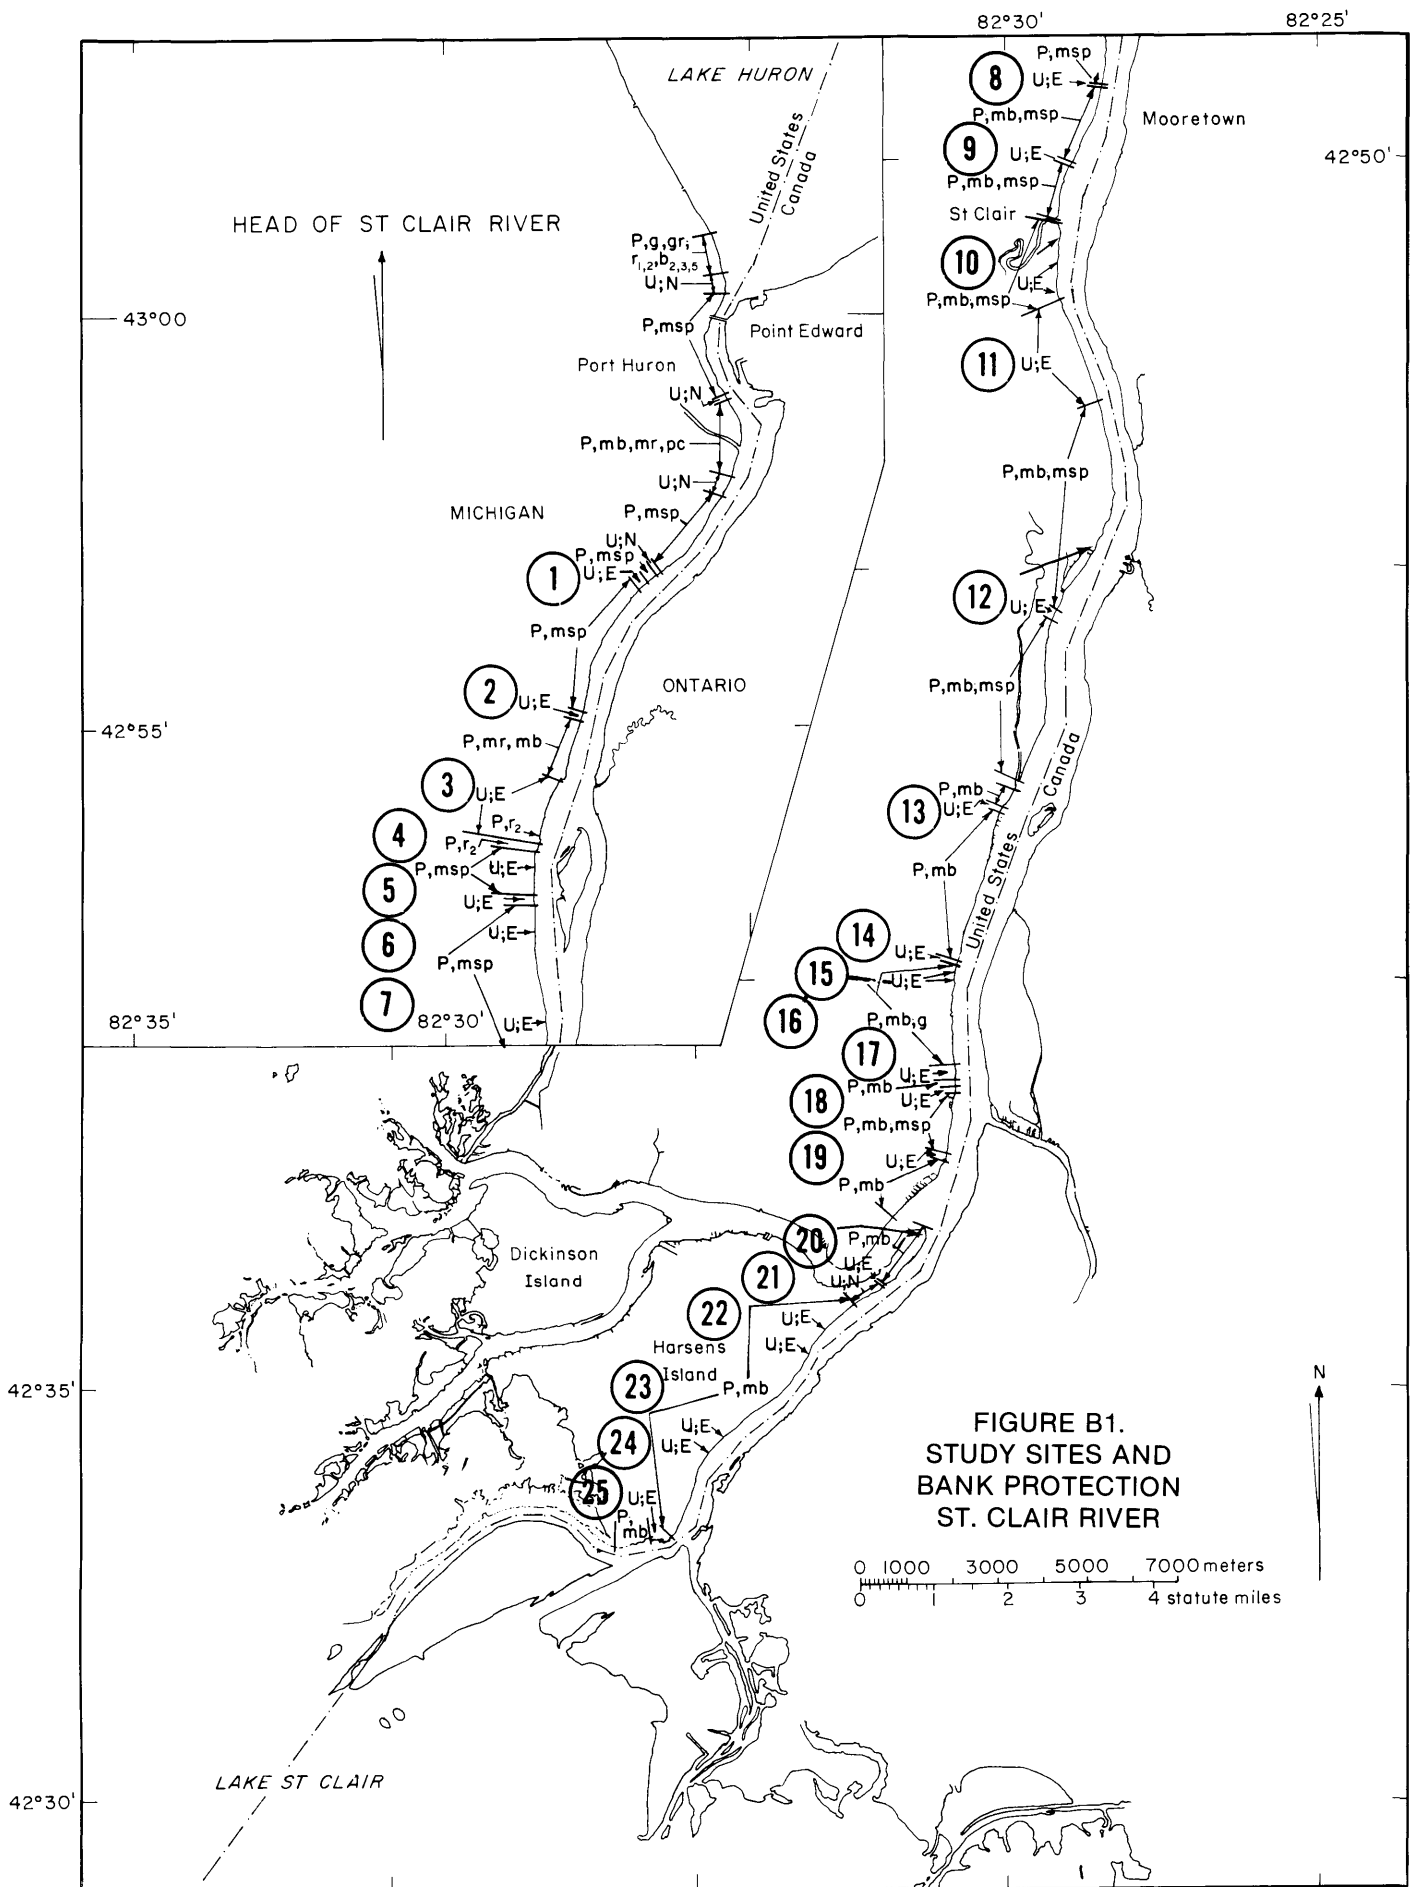 82°30'
82°25'
LAKE HURON
United States
Canada
HEAD OF ST CLAIR RIVER
P,g,gr,
r1,2,b2,3,5
U;N
43°00
P,msp
Point Edward
Port Huron
U;N
P,mb,mr,pc
U;N
MICHIGAN
P,msp
U;N
P,msp
1
U;E
P,msp
2
U;E
ONTARIO
42°55'
P,mr,mb
3
U;E
4
P,r2
P,r2
P,msp
U;E
5
U;E
6
U;E
P,msp
7
82°35'
82°30'
U;E
P,msp
8
U;E
Mooretown
P,mb,msp
42°50'
9
U;E
P,mb,msp
St Clair
10
U;E
P,mb,msp
11
U;E
P,mb,msp
12
U;E
P,mb,msp
Canada
United States
P,mb
13
U;E
P,mb
14
U;E
15
U;E
16
P,mb,g
17
U;E
P,mb
18
U;E
P,mb,msp
19
U;E
P,mb
20
P,mb
Dickinson
Island
U;E
21
U;N
22
U;E
U;E
Harsens
Island
42°35'
23
P,mb
U;E
24
U;E
25
U;E
P,
mb
N
FIGURE B1.
STUDY SITES AND
BANK PROTECTION
ST. CLAIR RIVER
0 1000 3000 5000 7000 meters
0 1 2 3 4 statute miles
LAKE ST CLAIR
42°30'